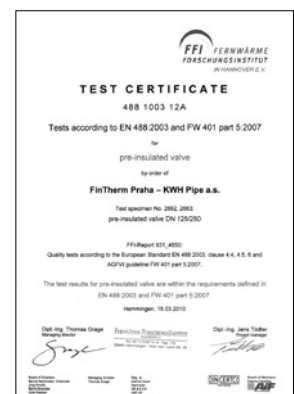 FFI FERNWÄRME
FORSCHUNGSINSTITUT
IN HANNOVER E.V.
TEST CERTIFICATE
488 1003 12A
Tests according to EN 488:2003 and FW 401 part 5:2007
for
pre-insulated valve
by order of
FinTherm Praha – KWH Pipe a.s.
Test specimen No. 2662, 2663:
pre-insulated valve DN 125/250
FFI-Report 931_4850:
Quality tests according to the European Standard EN 488:2003, clause 4.4, 4.5, 6 and
AGFW guideline FW 401 part 5:2007.
The test results for pre-insulated valve are within the requirements defined in
EN 488:2003 and FW 401 part 5:2007.
Hemmingen, 19.03.2010
Dipl.-Ing. Thomas Grage
Managing director
Dipl.-Ing. Jens Tödter
Project manager